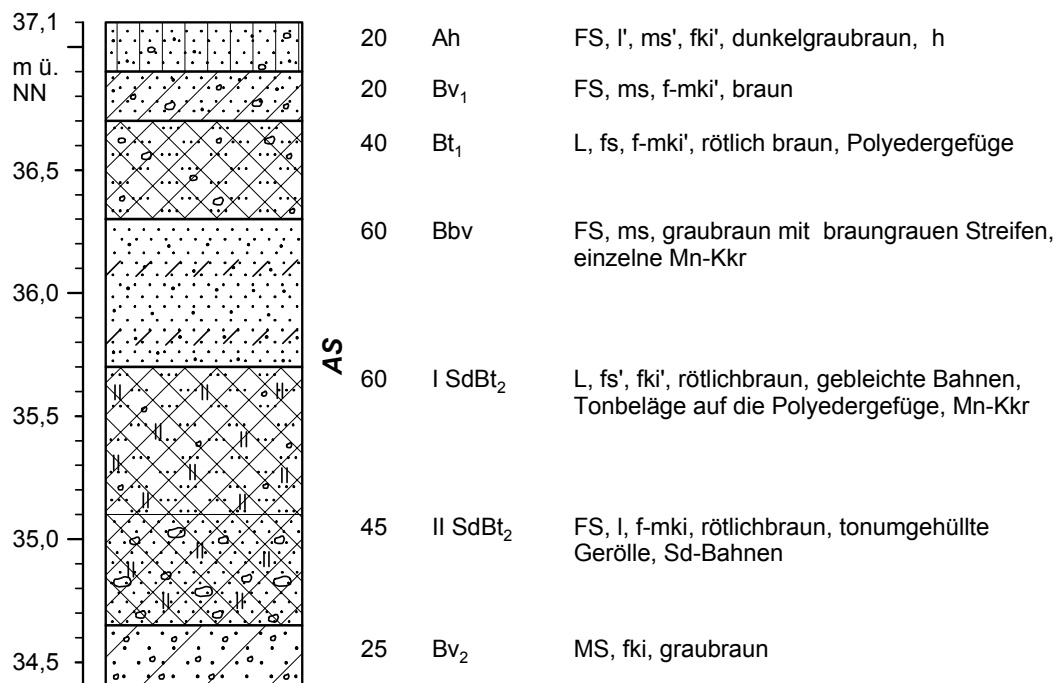 37,1
m ü.
NN
20 Ah FS, l', ms', fki', dunkelgraubraun, h
20 Bv₁ FS, ms, f-mki', braun
40 Bt₁ L, fs, f-mki', rötlich braun, Polyedergefüge
36,5
60 Bbv FS, ms, graubraun mit braungrauen Streifen,
einzelne Mn-Kkr
36,0
AS
60 I SdBt₂ L, fs', fki', rötlichbraun, gebleichte Bahnen,
Tonbeläge auf die Polyedergefüge, Mn-Kkr
35,5
45 II SdBt₂ FS, l, f-mki, rötlichbraun, tonumgehüllte
Gerölle, Sd-Bahnen
35,0
25 Bv₂ MS, fki, graubraun
34,5